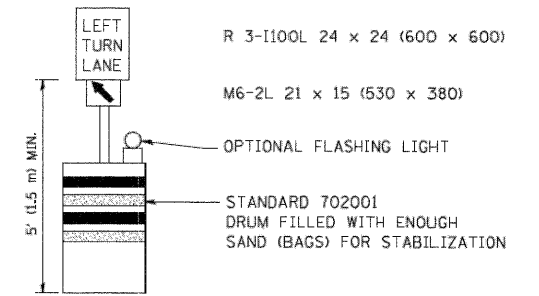 LEFT
TURN
LANE
R 3-I100L 24 x 24 (600 x 600)
M6-2L 21 x 15 (530 x 380)
OPTIONAL FLASHING LIGHT
5' (1.5 m) MIN.
STANDARD 702001
DRUM FILLED WITH ENOUGH
SAND (BAGS) FOR STABILIZATION